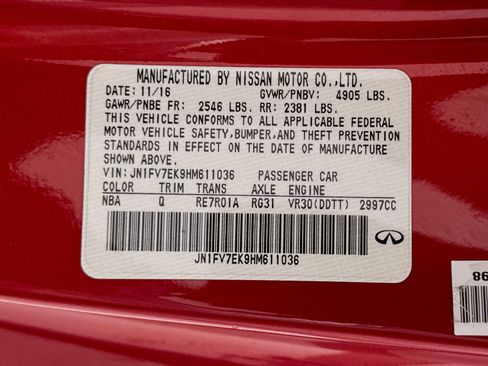 MANUFACTURED BY NISSAN MOTOR CO.,LTD.
DATE: 11/16 GVWR/PNBV: 4905 LBS.
GAWR/PNBE FR: 2546 LBS. RR: 2381 LBS.
THIS VEHICLE CONFORMS TO ALL APPLICABLE FEDERAL
MOTOR VEHICLE SAFETY,BUMPER,AND THEFT PREVENTION
STANDARDS IN EFFECT ON THE DATE OF MANUFACTURE
SHOWN ABOVE.
VIN: JN1FV7EK9HM611036 PASSENGER CAR
COLOR TRIM TRANS AXLE ENGINE
NBA Q RE7R01A RG31 VR30(DDTT) 2997CC
JN1FV7EK9HM611036
98